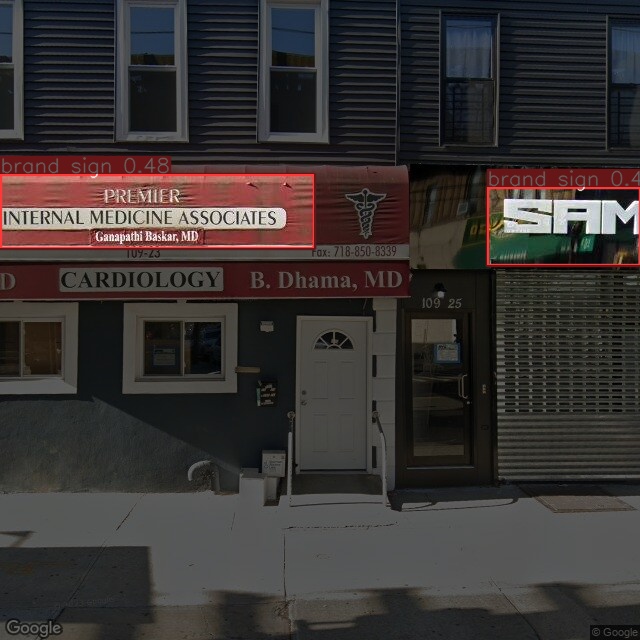 brand sign 0.48
PREMIER
INTERNAL MEDICINE ASSOCIATES
Ganapathi Baskar, MD
109-23
Fax: 718-850-8339
D
CARDIOLOGY
B. Dhama, MD
brand sign 0.4
SAM
109 25
Google
© Google